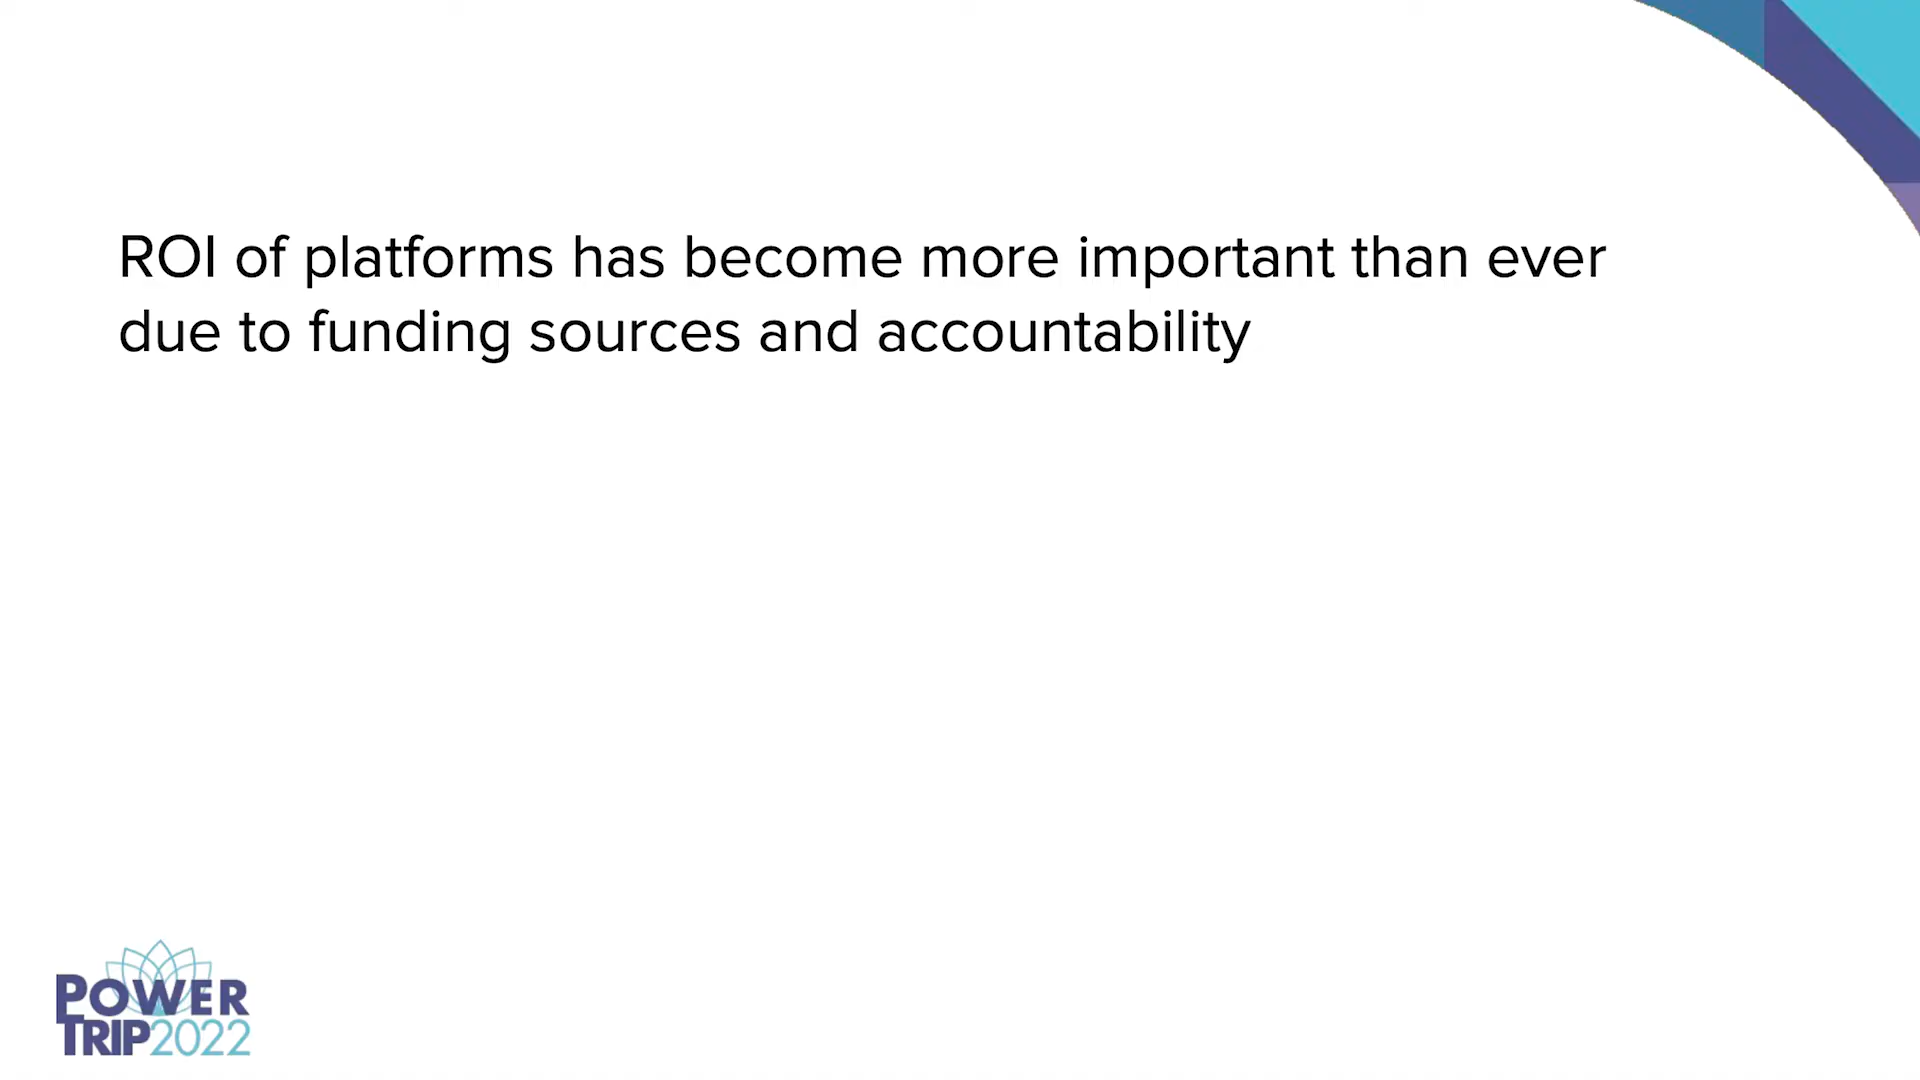 ROI of platforms has become more important than ever
due to funding sources and accountability
POWER
TRIP2022